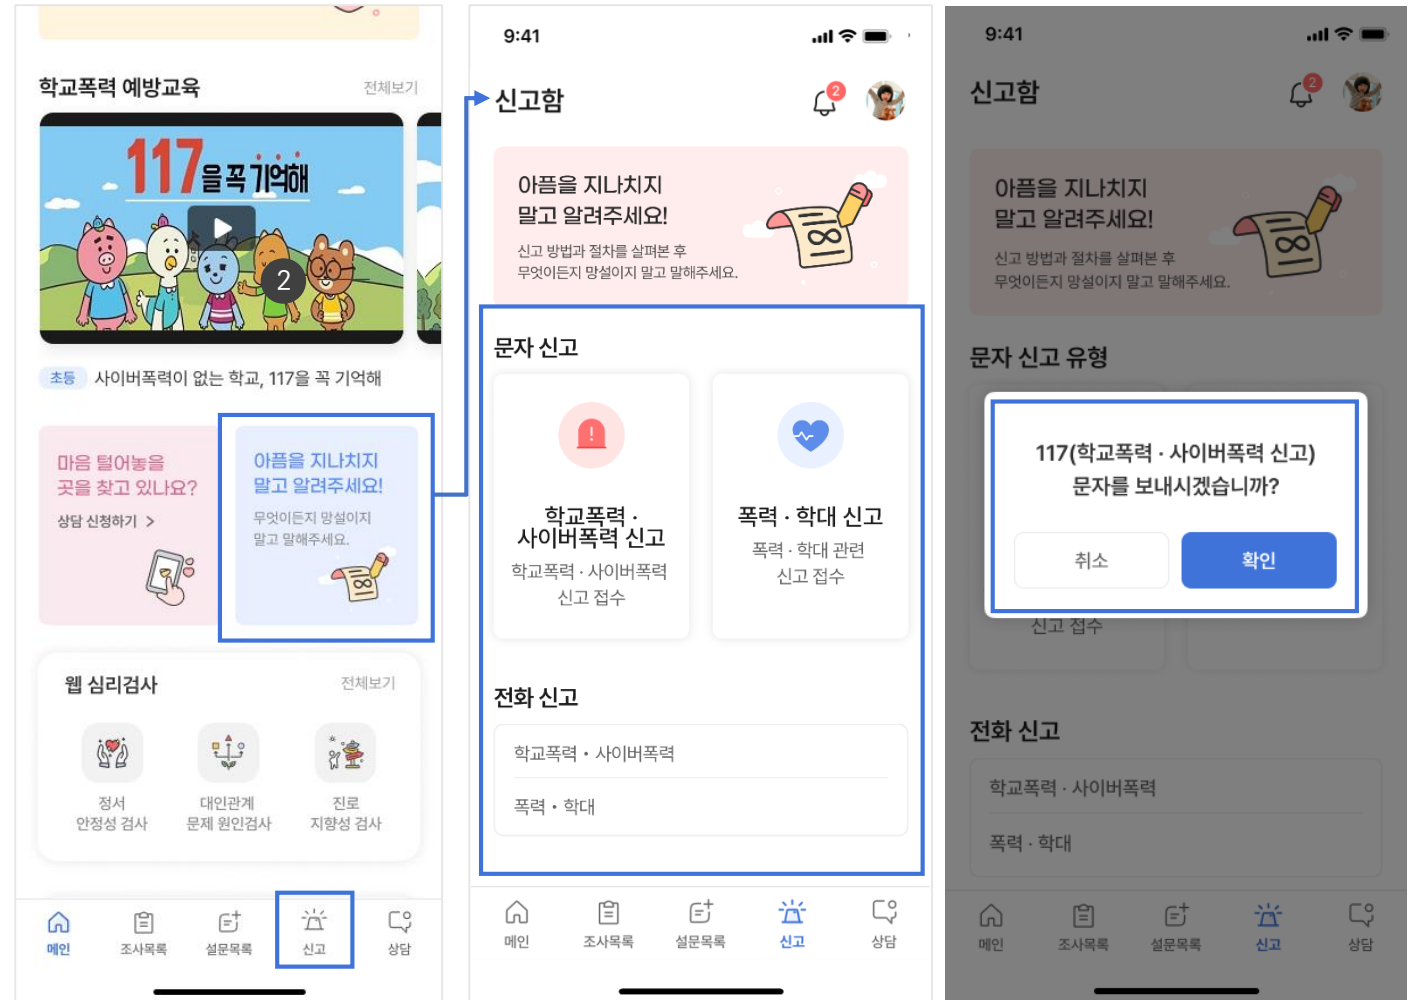 학교폭력 예방교육
전체보기
117을 꼭 기억해
2
초등
사이버폭력이 없는 학교, 117을 꼭 기억해
마음 털어놓을
곳을 찾고 있나요?
상담 신청하기 >
아픔을 지나치지
말고 알려주세요!
무엇이든지 망설이지
말고 말해주세요.
웹 심리검사
전체보기
정서
안정성 검사
대인관계
문제 원인검사
진로
지향성 검사
메인
조사목록
설문목록
신고
상담
9:41
신고함
2
아픔을 지나치지
말고 알려주세요!
신고 방법과 절차를 살펴본 후
무엇이든지 망설이지 말고 말해주세요.
문자 신고
학교폭력 ·
사이버폭력 신고
학교폭력 · 사이버폭력
신고 접수
폭력 · 학대 신고
폭력 · 학대 관련
신고 접수
전화 신고
학교폭력 • 사이버폭력
폭력 • 학대
메인
조사목록
설문목록
신고
상담
9:41
신고함
2
아픔을 지나치지
말고 알려주세요!
신고 방법과 절차를 살펴본 후
무엇이든지 망설이지 말고 말해주세요.
문자 신고 유형
117(학교폭력 · 사이버폭력 신고)
문자를 보내시겠습니까?
취소
확인
신고 접수
전화 신고
학교폭력 · 사이버폭력
폭력 · 학대
메인
조사목록
설문목록
신고
상담